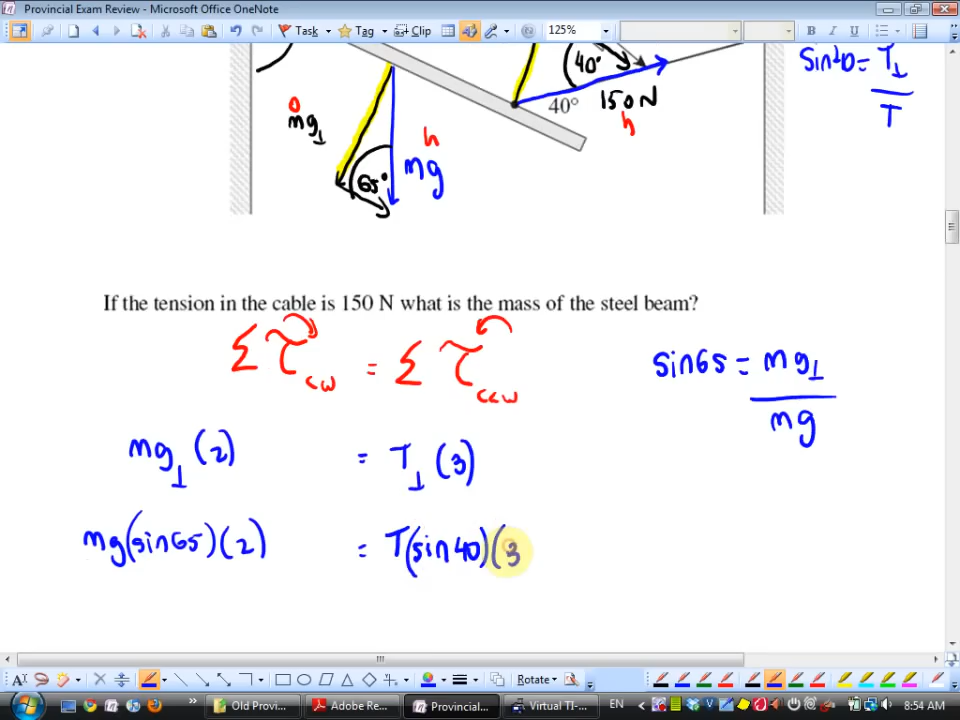 Provincial Exam Review - Microsoft Office OneNote
Task Tag Clip 125% B I U
40°
sin40 = T⊥
T
40° 150 N
h
o
mg⊥
h
65° mg
If the tension in the cable is 150 N what is the mass of the steel beam?
Σ τcw = Στccw
sin65 = mg⊥
mg
mg⊥ (2) = T⊥ (3)
mg(sin65)(2) = T(sin40)(3
Rotate
Old Provi... Adobe Re... Provincial... Virtual TI-... EN 8:54 AM